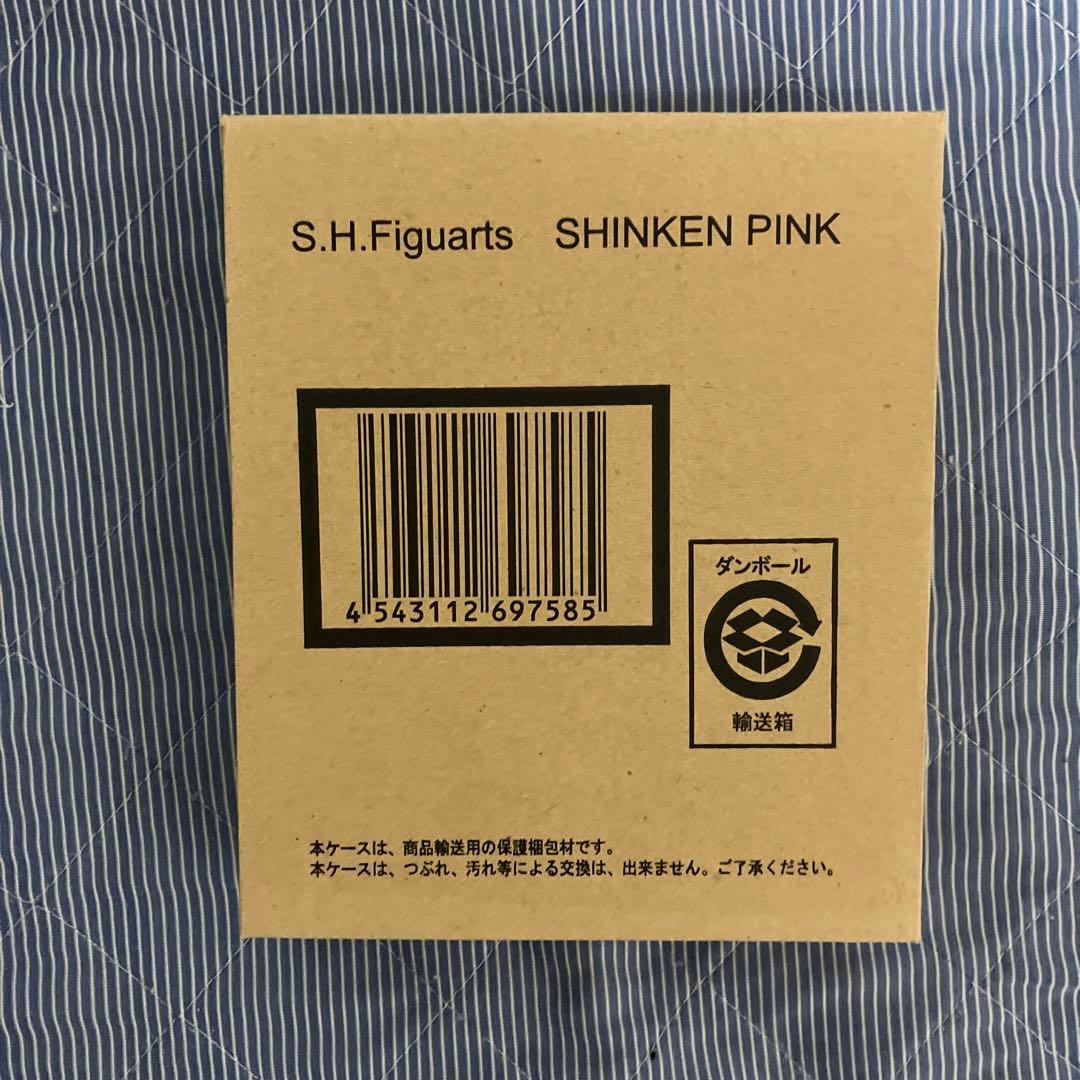 S.H.Figuarts SHINKEN PINK
4 543112 697585
ダンボール
輸送箱
本ケースは、商品輸送用の保護梱包材です。
本ケースは、つぶれ、汚れ等による交換は、出来ません。ご了承ください。